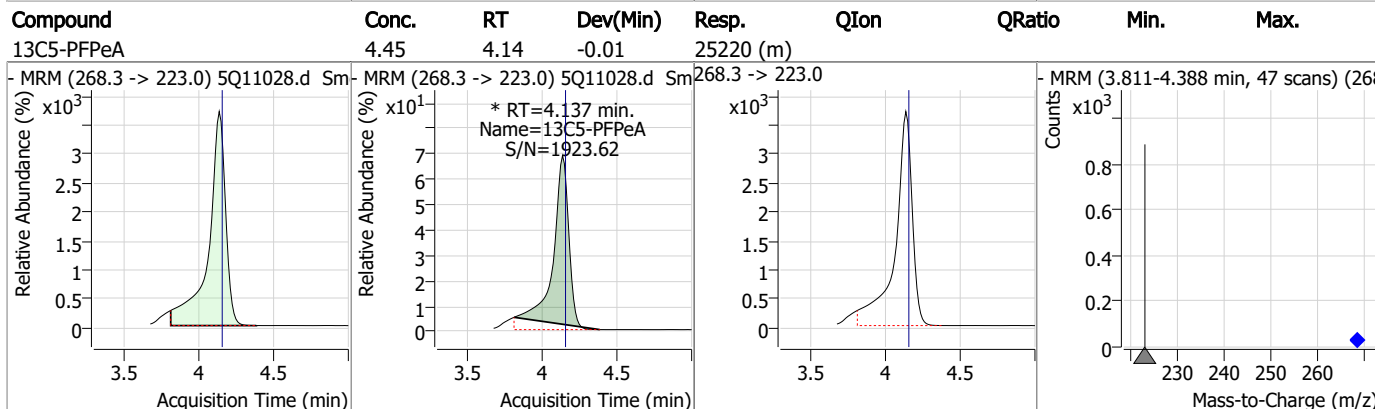 Compound Conc. RT Dev(Min) Resp. QIon QRatio Min. Max.
13C5-PFPeA 4.45 4.14 -0.01 25220 (m)
- MRM (268.3 -> 223.0) 5Q11028.d Sm
Relative Abundance (%)
x10³
3
2.5
2
1.5
1
0.5
0
3.5 4 4.5
Acquisition Time (min)
- MRM (268.3 -> 223.0) 5Q11028.d Sm
Relative Abundance (%)
x10¹
* RT=4.137 min.
Name=13C5-PFPeA
S/N=1923.62
7
6
5
4
3
2
1
0
3.5 4 4.5
Acquisition Time (min)
268.3 -> 223.0
x10³
3
2.5
2
1.5
1
0.5
0
3.5 4 4.5
Acquisition Time (min)
- MRM (3.811-4.388 min, 47 scans) (268
Counts
x10³
0.8
0.6
0.4
0.2
0
230 240 250 260
Mass-to-Charge (m/z)